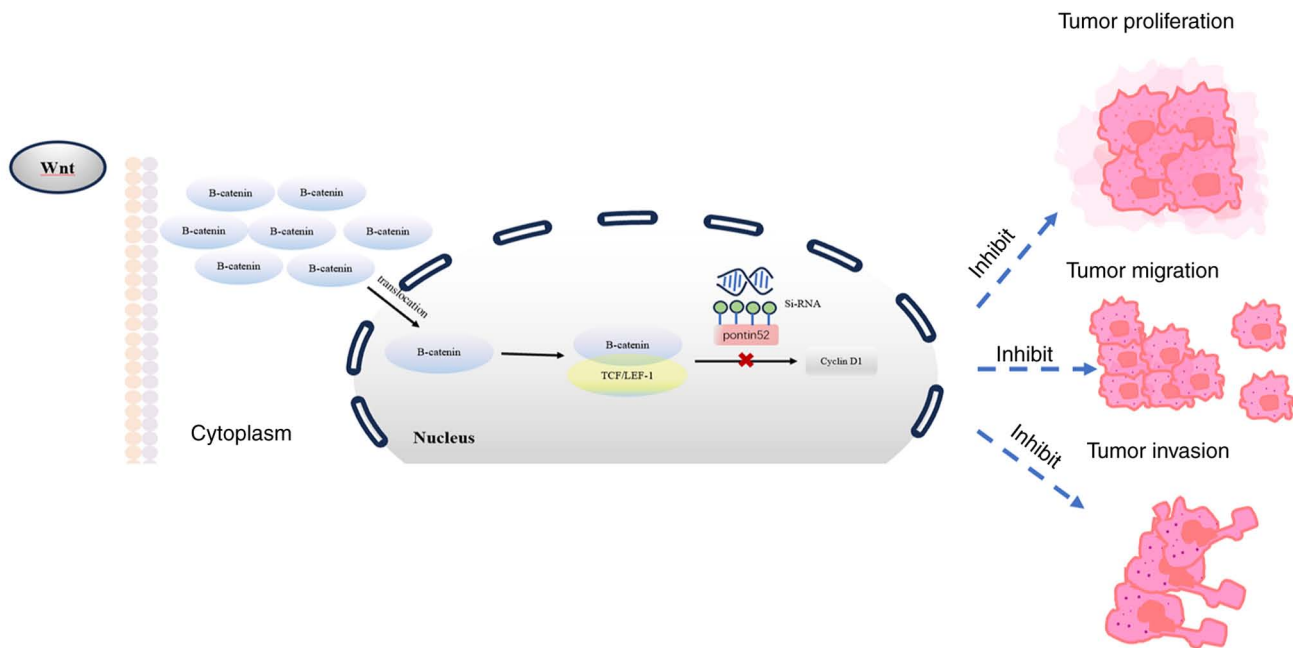 Tumor proliferation
Wnt
B-catenin
B-catenin
B-catenin
B-catenin
B-catenin
B-catenin
B-catenin
translocation
B-catenin
B-catenin
TCF/LEF-1
Si-RNA
pontin52
Cyclin D1
Cytoplasm
Nucleus
Inhibit
Tumor migration
Inhibit
Inhibit
Tumor invasion